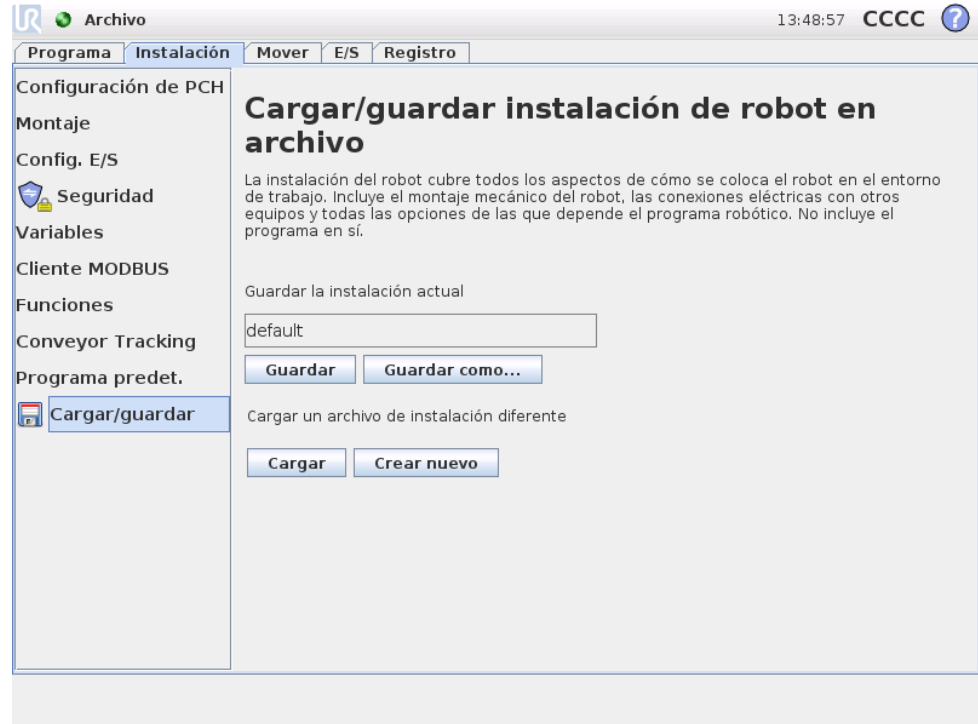 UR Archivo 13:48:57 CCCC ?
Programa Instalación Mover E/S Registro
Configuración de PCH
Montaje
Config. E/S
Seguridad
Variables
Cliente MODBUS
Funciones
Conveyor Tracking
Programa predet.
Cargar/guardar
Cargar/guardar instalación de robot en
archivo
La instalación del robot cubre todos los aspectos de cómo se coloca el robot en el entorno
de trabajo. Incluye el montaje mecánico del robot, las conexiones eléctricas con otros
equipos y todas las opciones de las que depende el programa robótico. No incluye el
programa en sí.
Guardar la instalación actual
default
Guardar Guardar como...
Cargar un archivo de instalación diferente
Cargar Crear nuevo